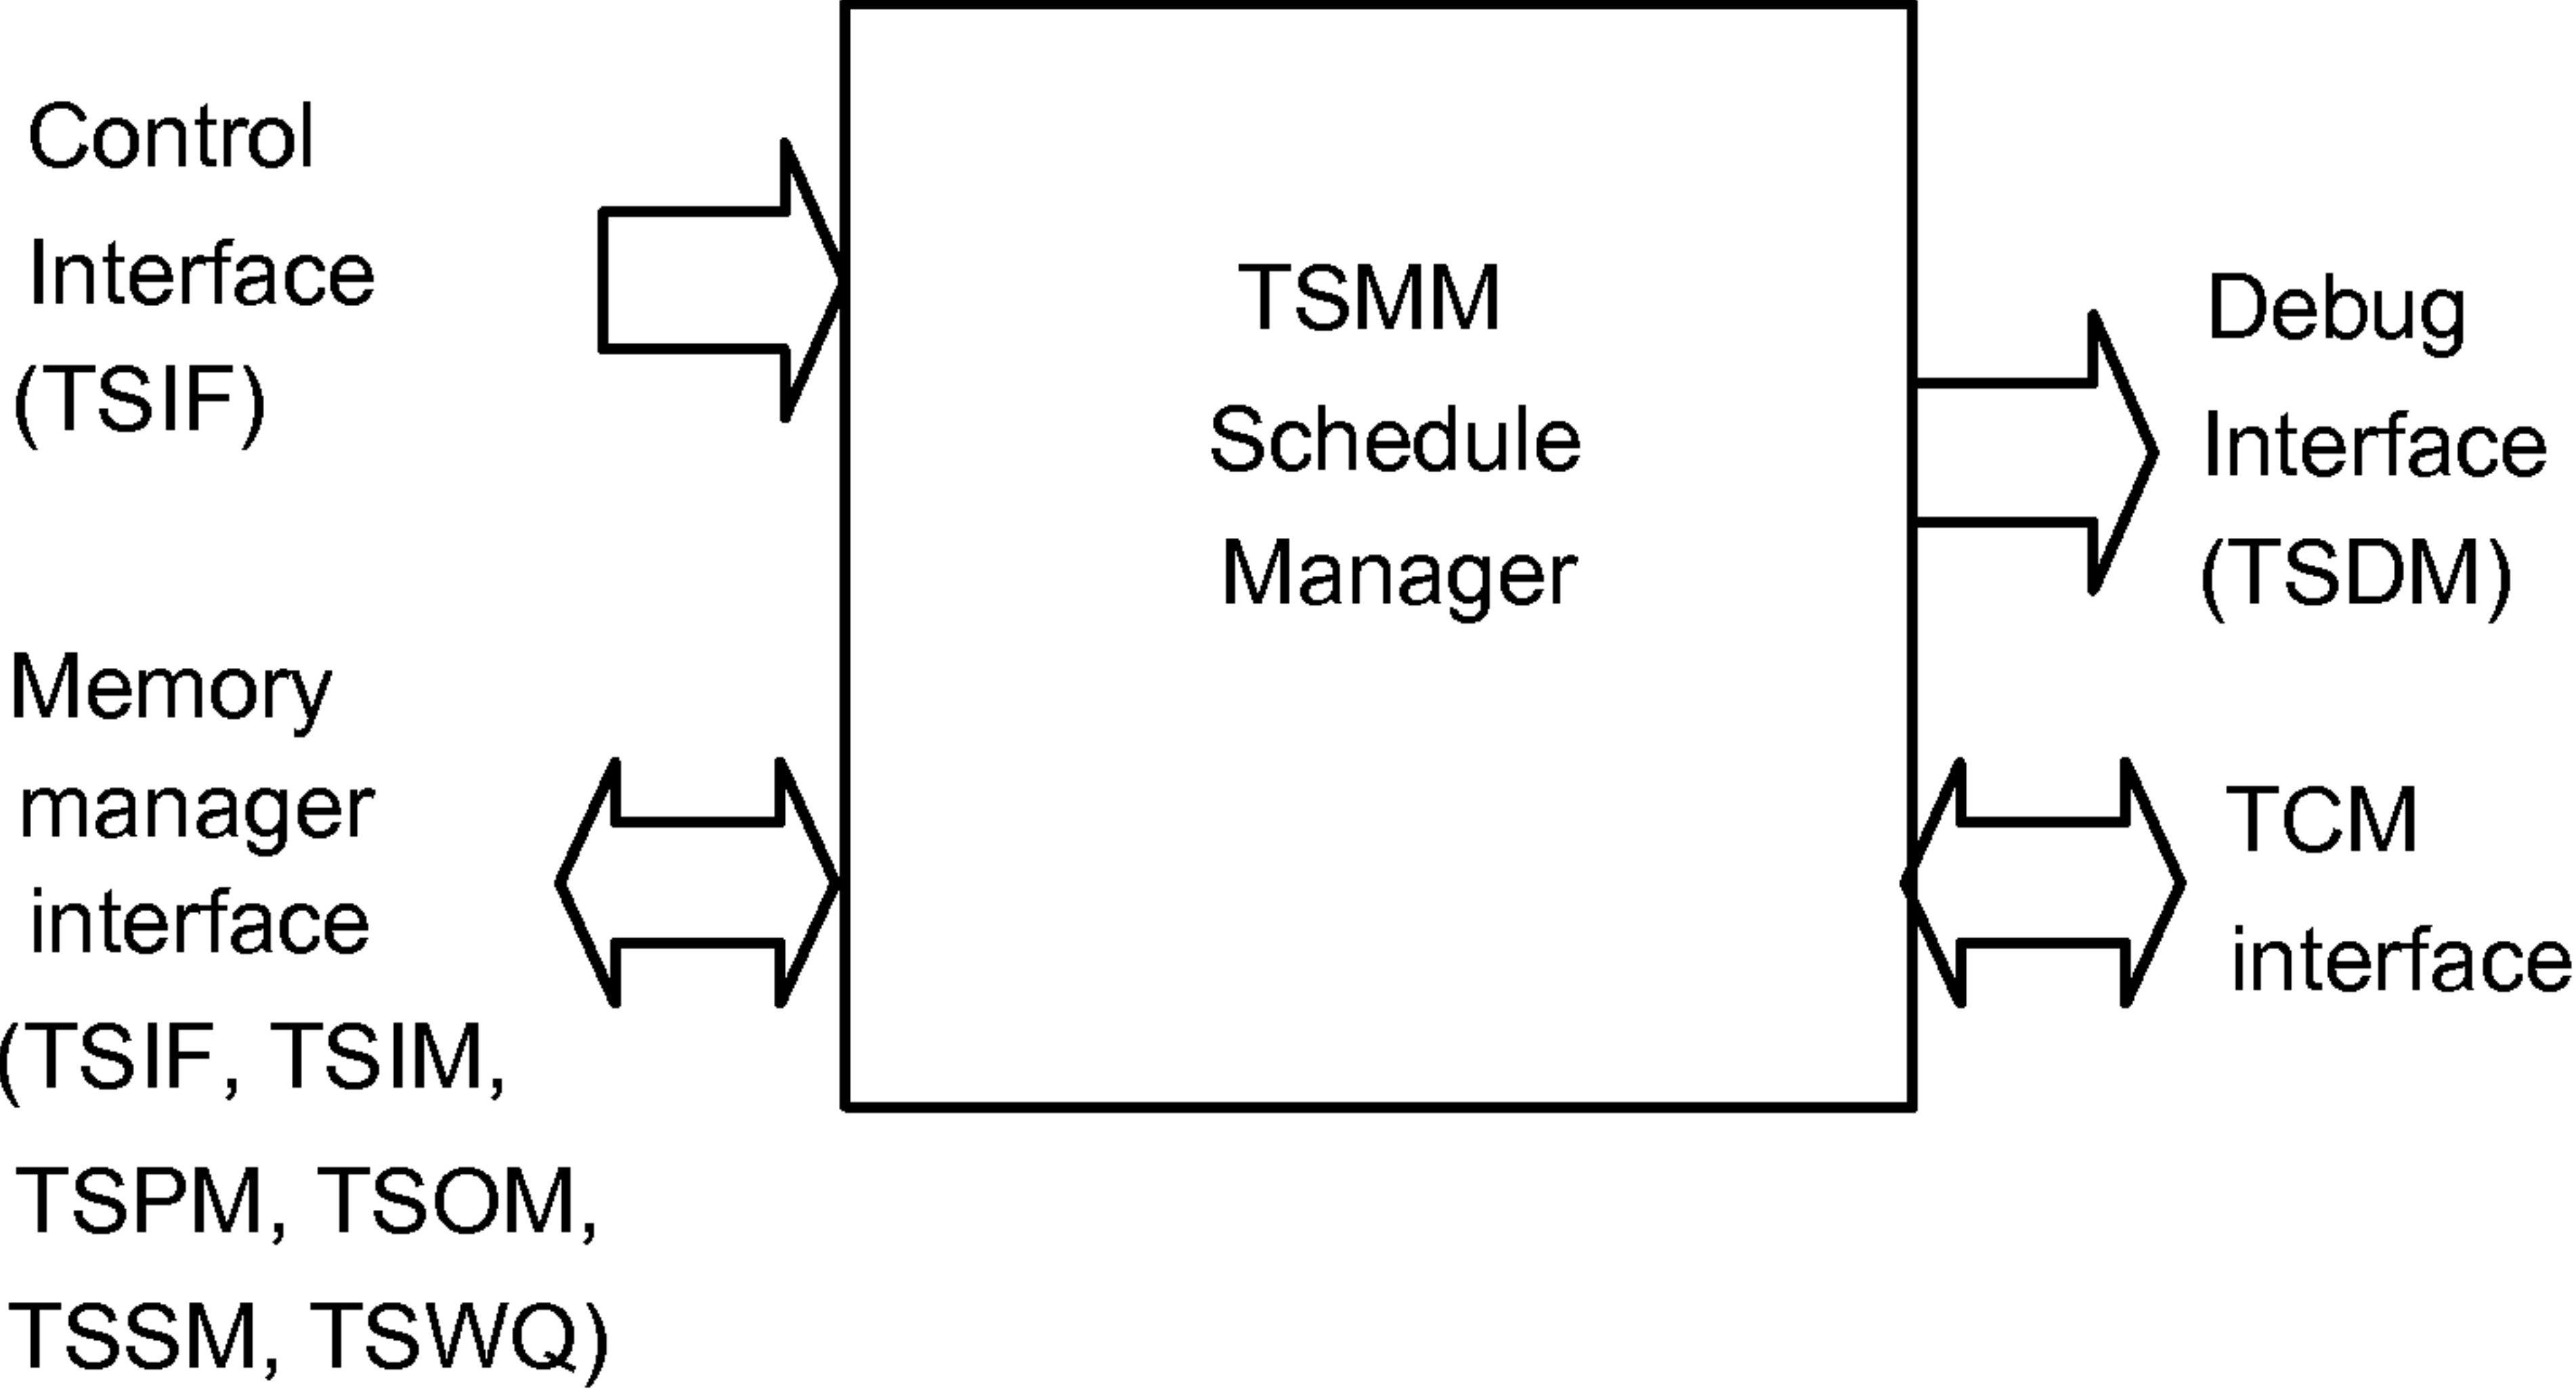 Control
Interface
(TSIF)
Memory
manager
interface
(TSIF, TSIM,
TSPM, TSOM,
TSSM, TSWQ)
TSMM
Schedule
Manager
Debug
Interface
(TSDM)
TCM
interface